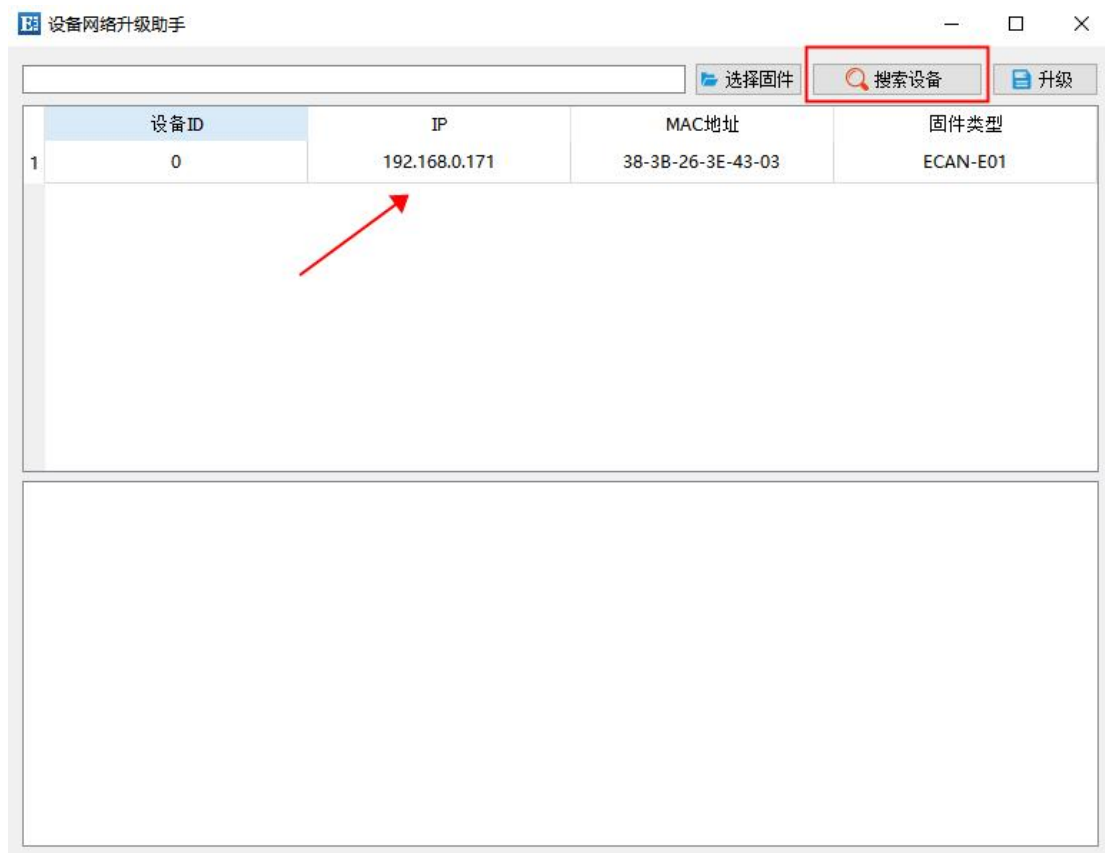 设备网络升级助手
选择固件 搜索设备 升级
设备ID IP MAC地址 固件类型
1 0 192.168.0.171 38-3B-26-3E-43-03 ECAN-E01